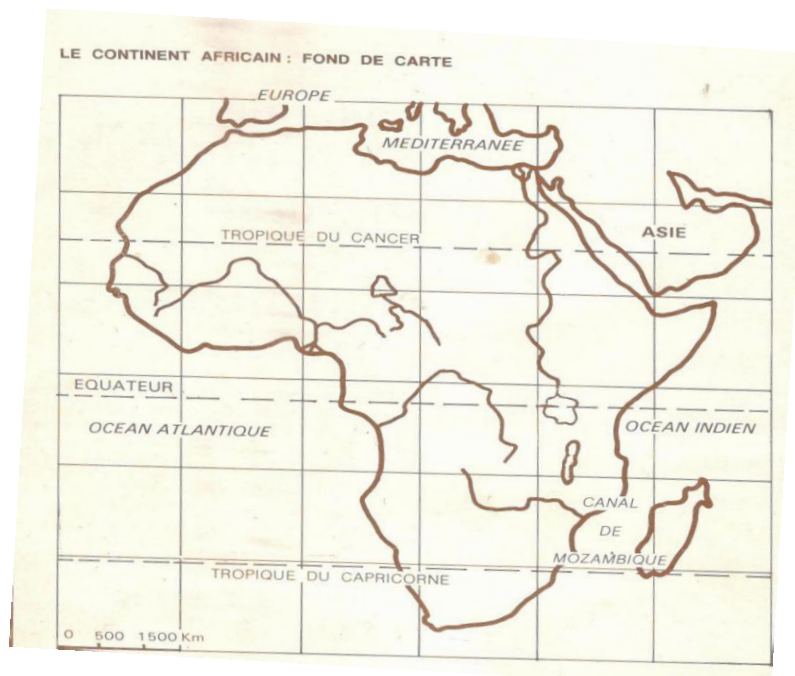 LE CONTINENT AFRICAIN : FOND DE CARTE
EUROPE
MEDITERRANEE
TROPIQUE DU CANCER
ASIE
EQUATEUR
OCEAN ATLANTIQUE
OCEAN INDIEN
CANAL
DE
MOZAMBIQUE
TROPIQUE DU CAPRICORNE
0 500 1500 Km